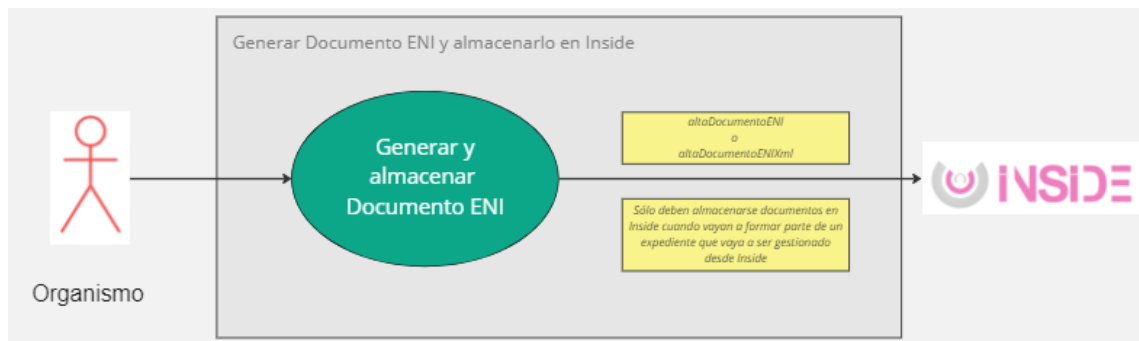 Generar Documento ENI y almacenarlo en Inside
Generar y
almacenar
Documento ENI
altaDocumentoENI
o
altaDocumentoENIXml
Sólo deben almacenarse documentos en
Inside cuando vayan a formar parte de un
expediente que vaya a ser gestionado
desde Inside
iNSiDE
Organismo